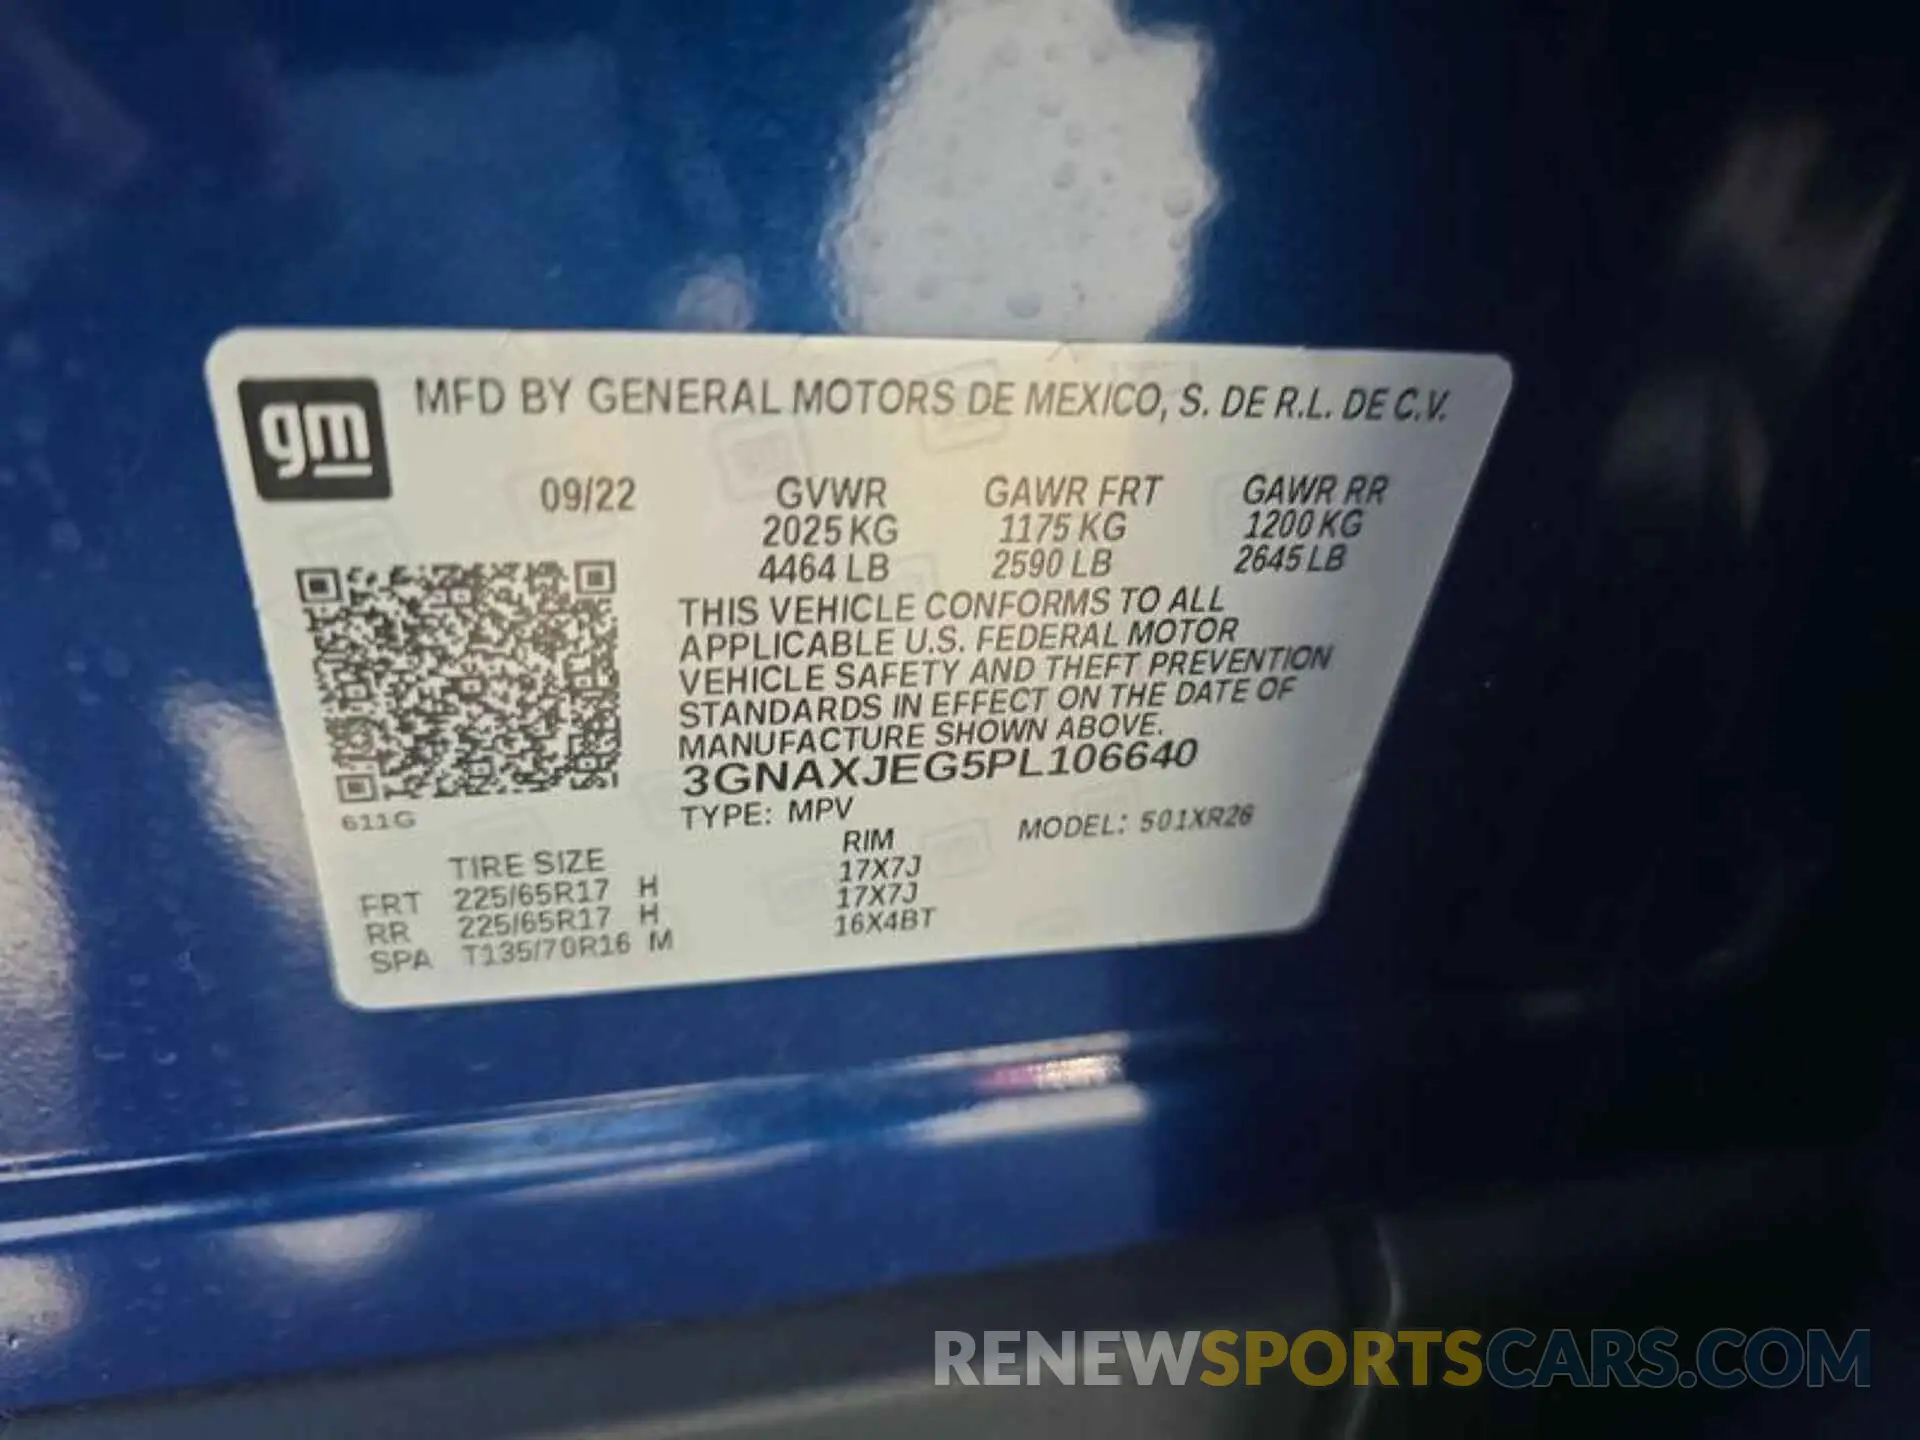 gm
MFD BY GENERAL MOTORS DE MEXICO, S. DE R.L. DE C.V.
09/22 GVWR GAWR FRT GAWR RR
2025 KG 1175 KG 1200 KG
4464 LB 2590 LB 2645 LB
THIS VEHICLE CONFORMS TO ALL
APPLICABLE U.S. FEDERAL MOTOR
VEHICLE SAFETY AND THEFT PREVENTION
STANDARDS IN EFFECT ON THE DATE OF
MANUFACTURE SHOWN ABOVE.
3GNAXJEG5PL106640
611G TYPE: MPV MODEL: 501XR26
TIRE SIZE RIM
FRT 225/65R17 H 17X7J
RR 225/65R17 H 17X7J
SPA T135/70R16 M 16X4BT
RENEWSPORTSCARS.COM